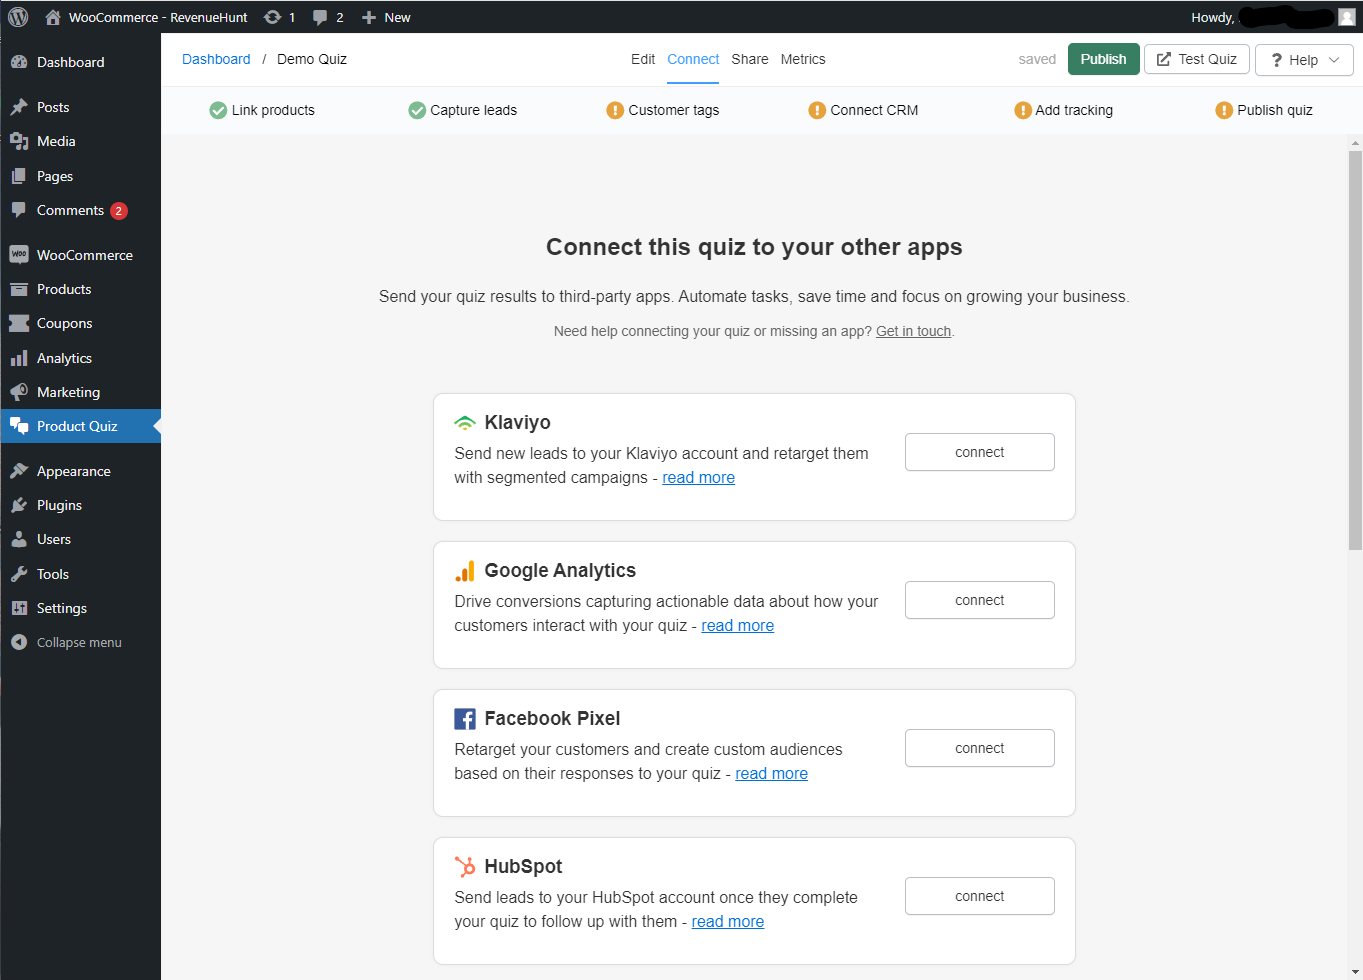 WooCommerce - RevenueHunt 1 2 New Howdy,
Dashboard
Posts
Media
Pages
Comments 2
WooCommerce
Products
Coupons
Analytics
Marketing
Product Quiz
Appearance
Plugins
Users
Tools
Settings
Collapse menu
Dashboard / Demo Quiz Edit Connect Share Metrics saved Publish Test Quiz ? Help
Link products Capture leads Customer tags Connect CRM Add tracking Publish quiz
Connect this quiz to your other apps
Send your quiz results to third-party apps. Automate tasks, save time and focus on growing your business.
Need help connecting your quiz or missing an app? Get in touch.
Klaviyo
Send new leads to your Klaviyo account and retarget them
with segmented campaigns - read more
connect
Google Analytics
Drive conversions capturing actionable data about how your
customers interact with your quiz - read more
connect
Facebook Pixel
Retarget your customers and create custom audiences
based on their responses to your quiz - read more
connect
HubSpot
Send leads to your HubSpot account once they complete
your quiz to follow up with them - read more
connect